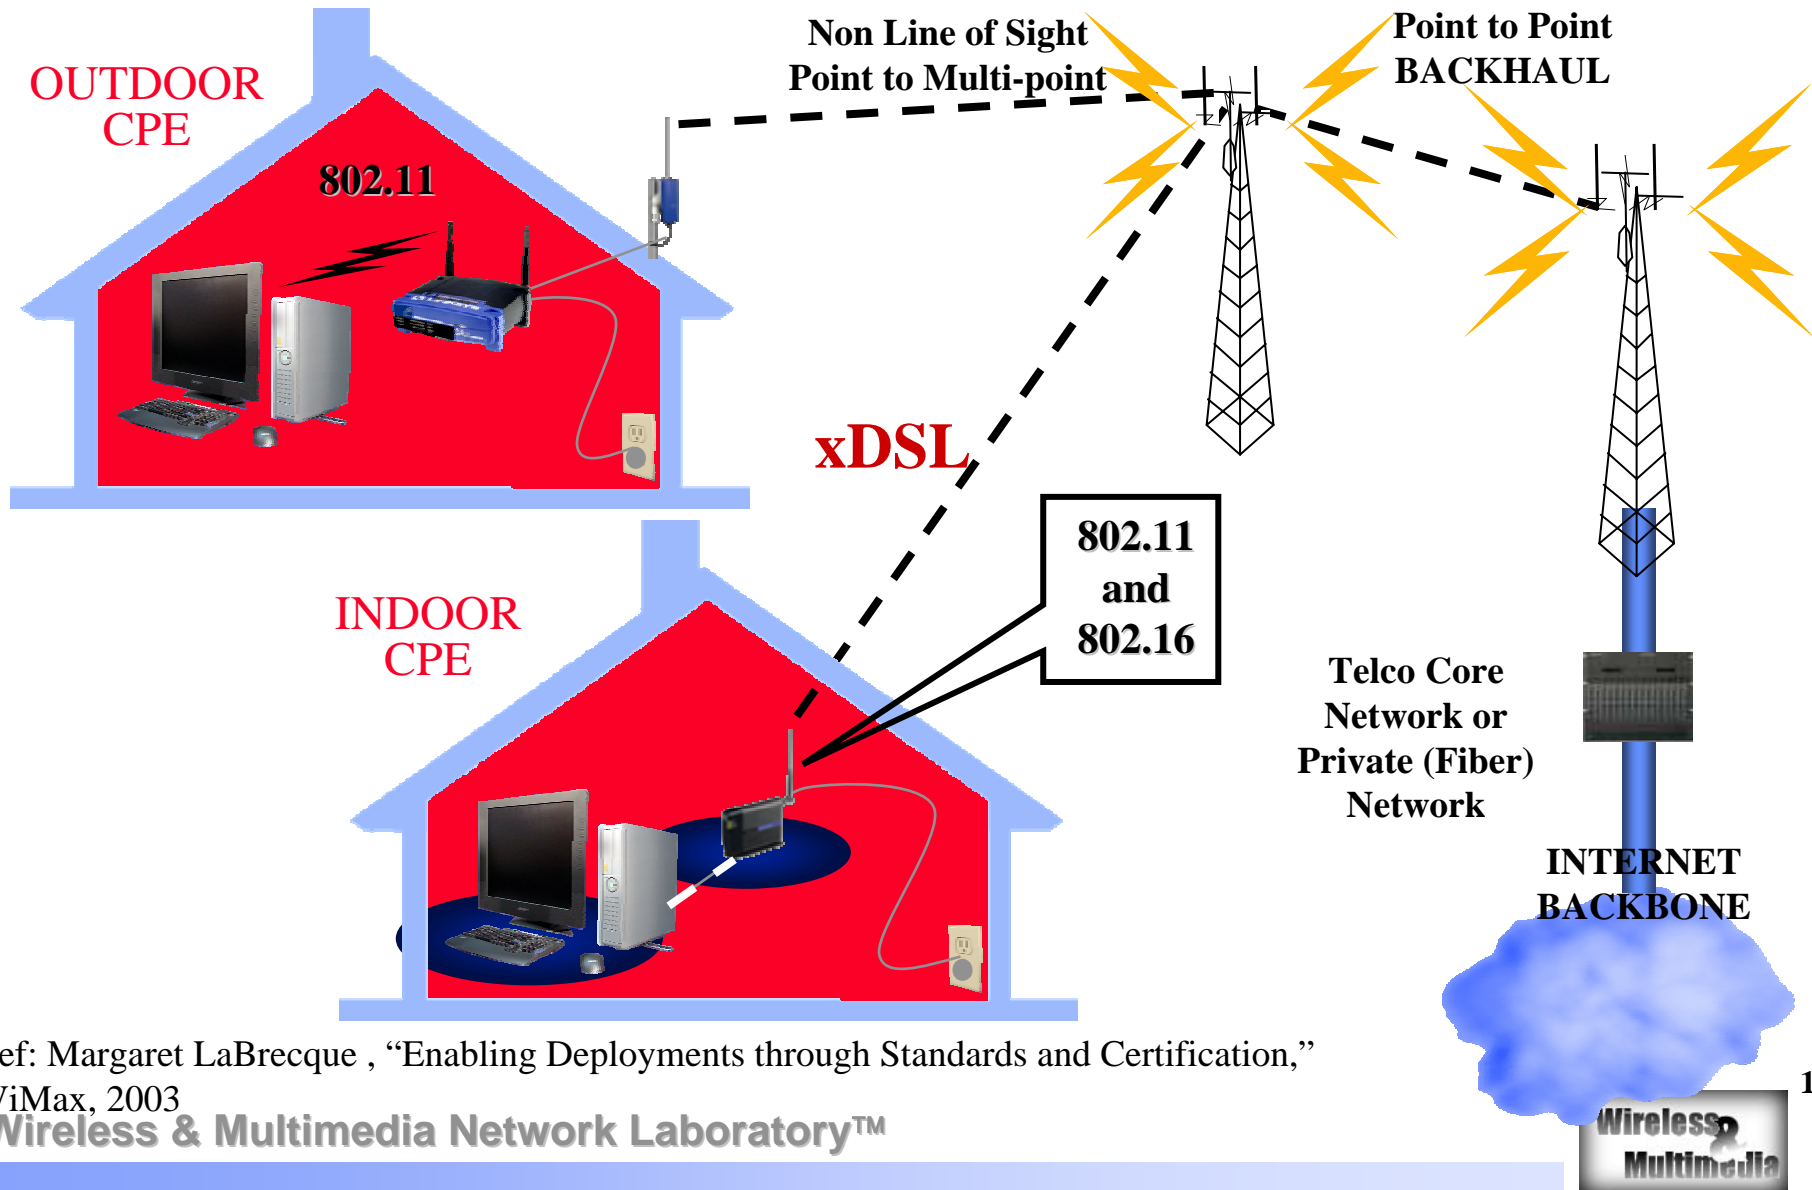 Non Line of Sight
Point to Multi-point
Point to Point
BACKHAUL
OUTDOOR
CPE
802.11
xDSL
802.11
and
802.16
INDOOR
CPE
Telco Core
Network or
Private (Fiber)
Network
INTERNET
BACKBONE
ef: Margaret LaBrecque , “Enabling Deployments through Standards and Certification,”
ViMax, 2003
Wireless & Multimedia Network Laboratory™
1
Wireless
&
Multimedia